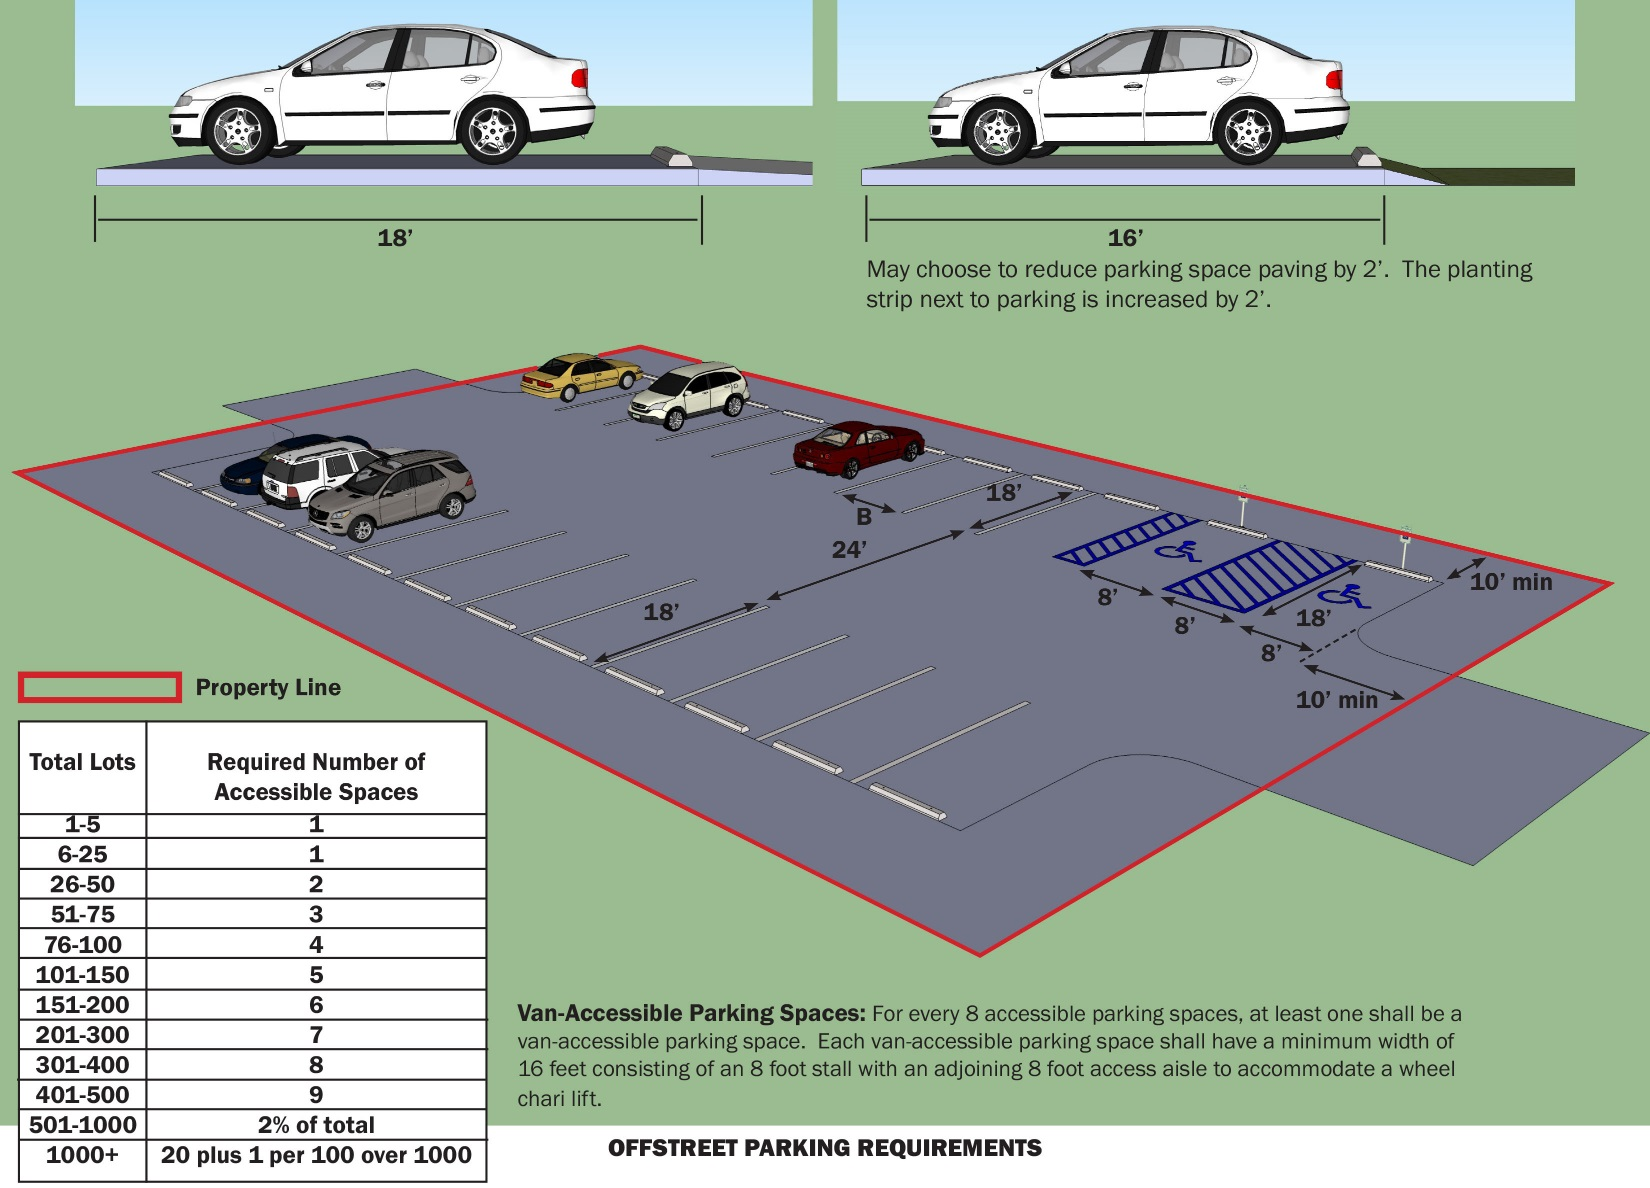 18’
16’
May choose to reduce parking space paving by 2’.  The planting
strip next to parking is increased by 2’.
18’
B
24’
18’
8’
8’
18’
8’
10’ min
10’ min
Property Line
Total Lots Required Number of
Accessible Spaces
1-5 1
6-25 1
26-50 2
51-75 3
76-100 4
101-150 5
151-200 6
201-300 7
301-400 8
401-500 9
501-1000 2% of total
1000+ 20 plus 1 per 100 over 1000
Van-Accessible Parking Spaces: For every 8 accessible parking spaces, at least one shall be a
van-accessible parking space.  Each van-accessible parking space shall have a minimum width of
16 feet consisting of an 8 foot stall with an adjoining 8 foot access aisle to accommodate a wheel
chari lift.
OFFSTREET PARKING REQUIREMENTS